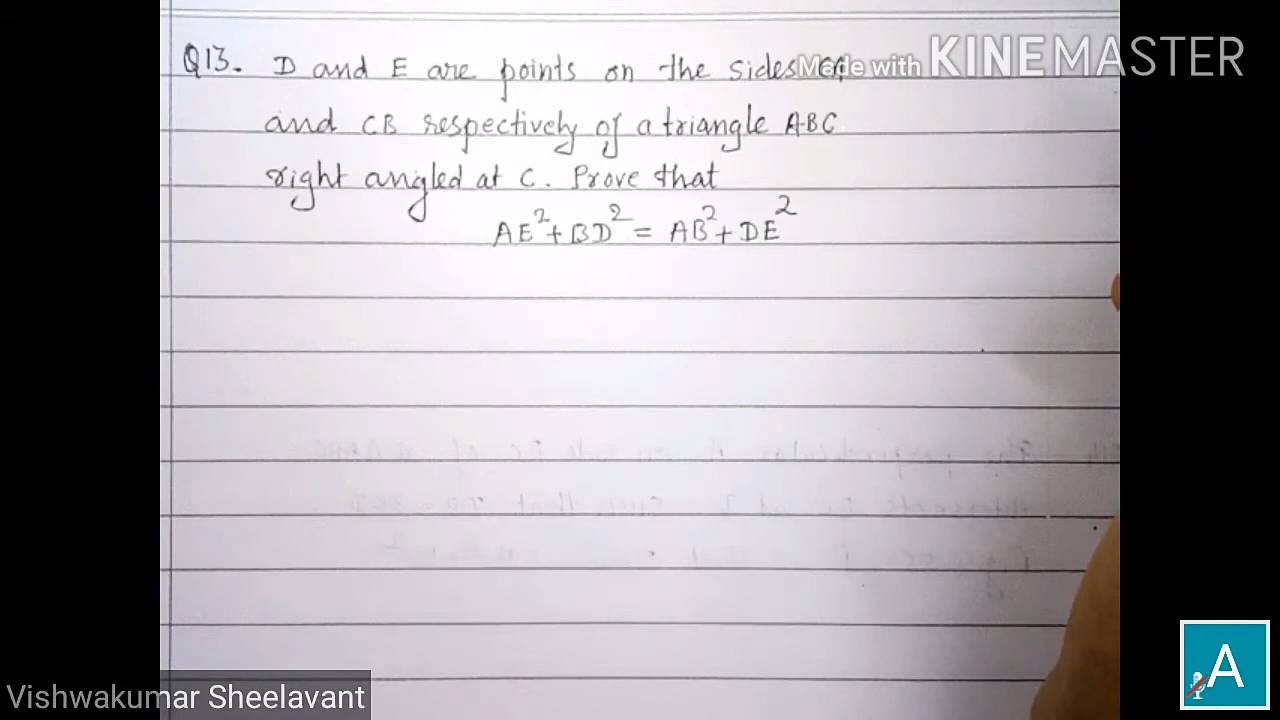 Made with KINEMASTER
Q13. D and E are points on the sides
and CB respectively of a triangle ABC
right angled at C. Prove that
AE²+BD² = AB²+DE²
Vishwakumar Sheelavant
A